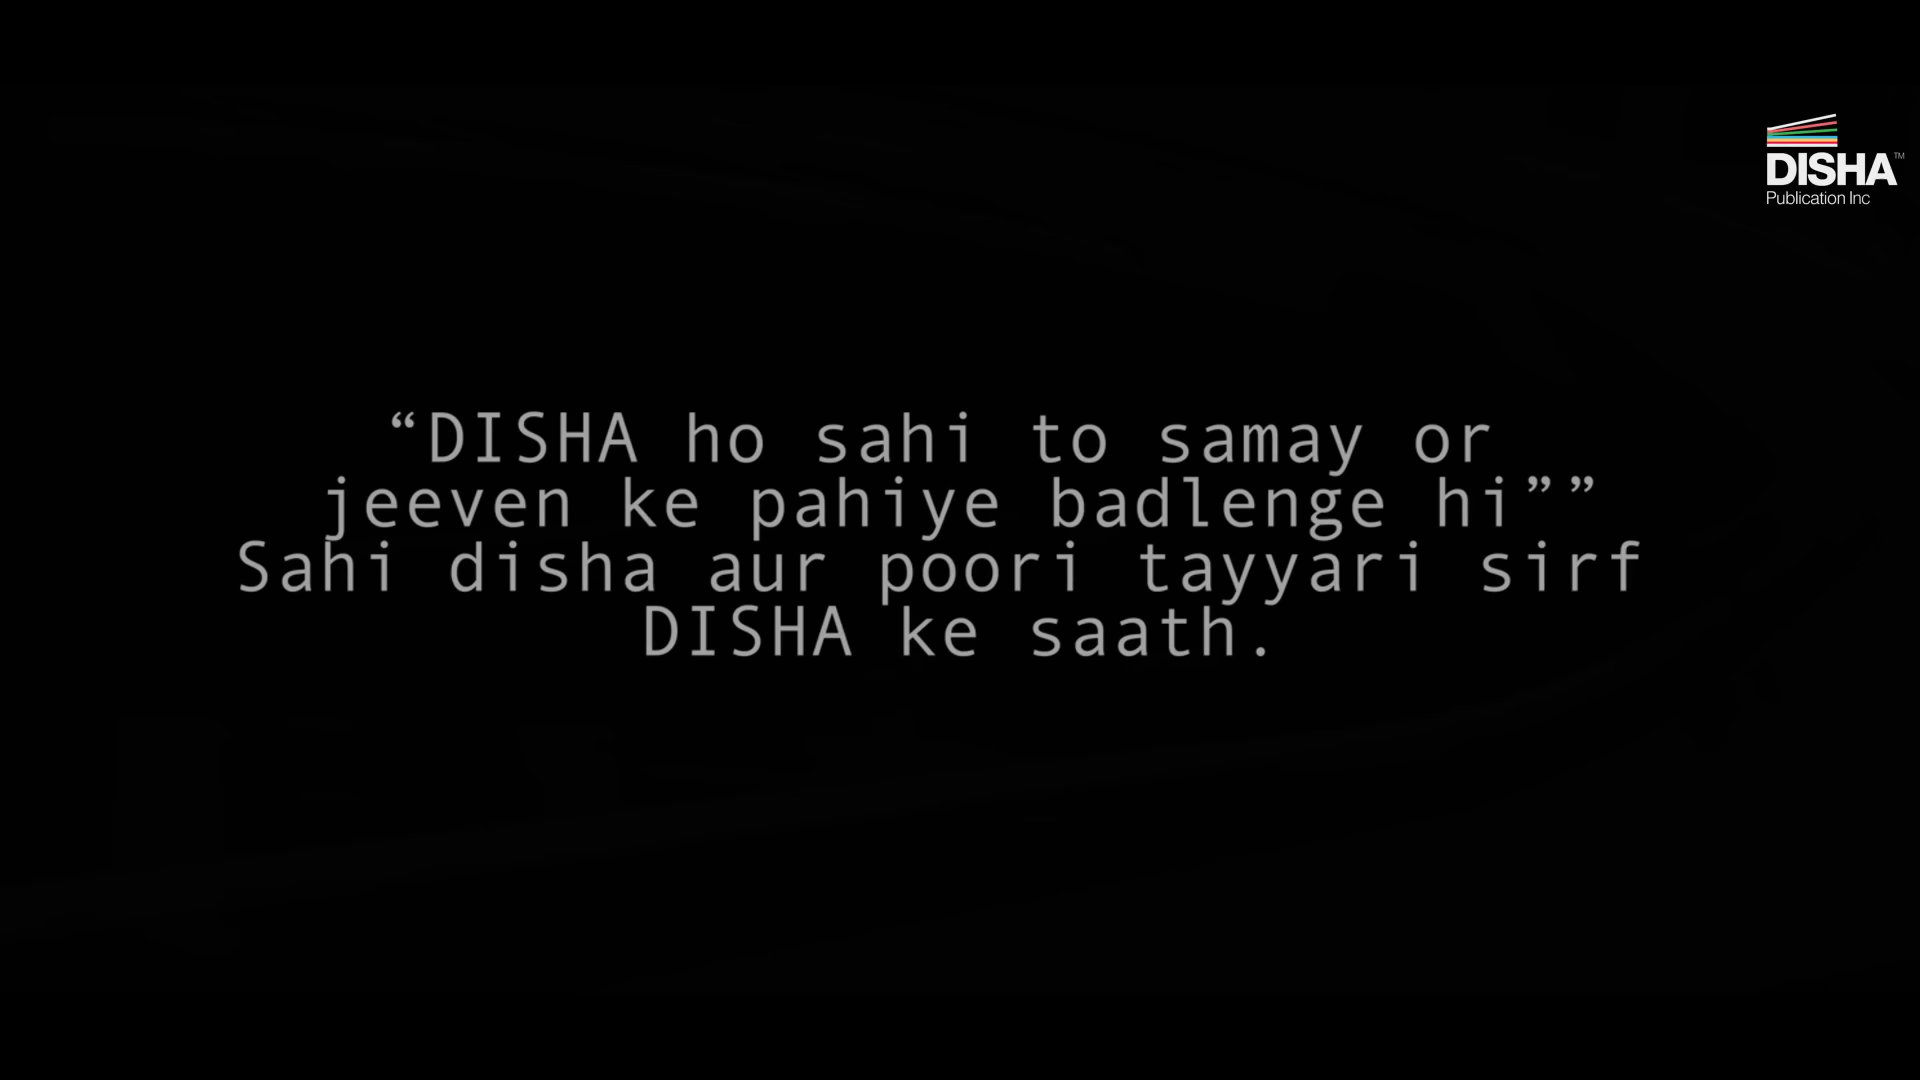 DISHA™
Publication Inc
“DISHA ho sahi to samay or
jeeven ke pahiye badlenge hi””
Sahi disha aur poori tayyari sirf
DISHA ke saath.